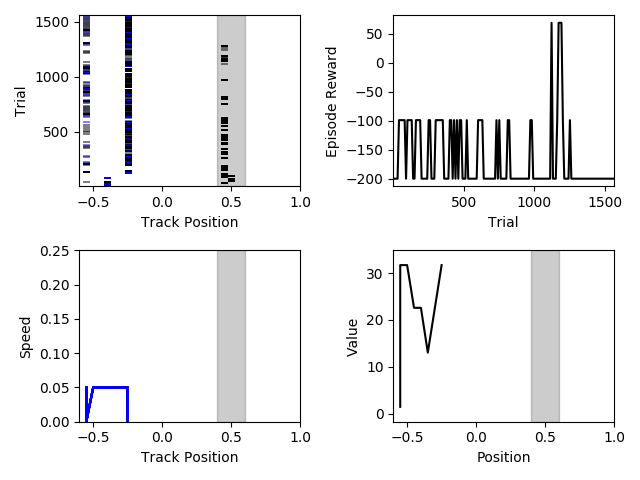 1500
1000
500
Trial
−0.5 0.0 0.5 1.0
Track Position
50
0
−50
−100
−150
−200
Episode Reward
500 1000 1500
Trial
0.25
0.20
0.15
0.10
0.05
0.00
Speed
−0.5 0.0 0.5 1.0
Track Position
30
20
10
0
Value
−0.5 0.0 0.5 1.0
Position